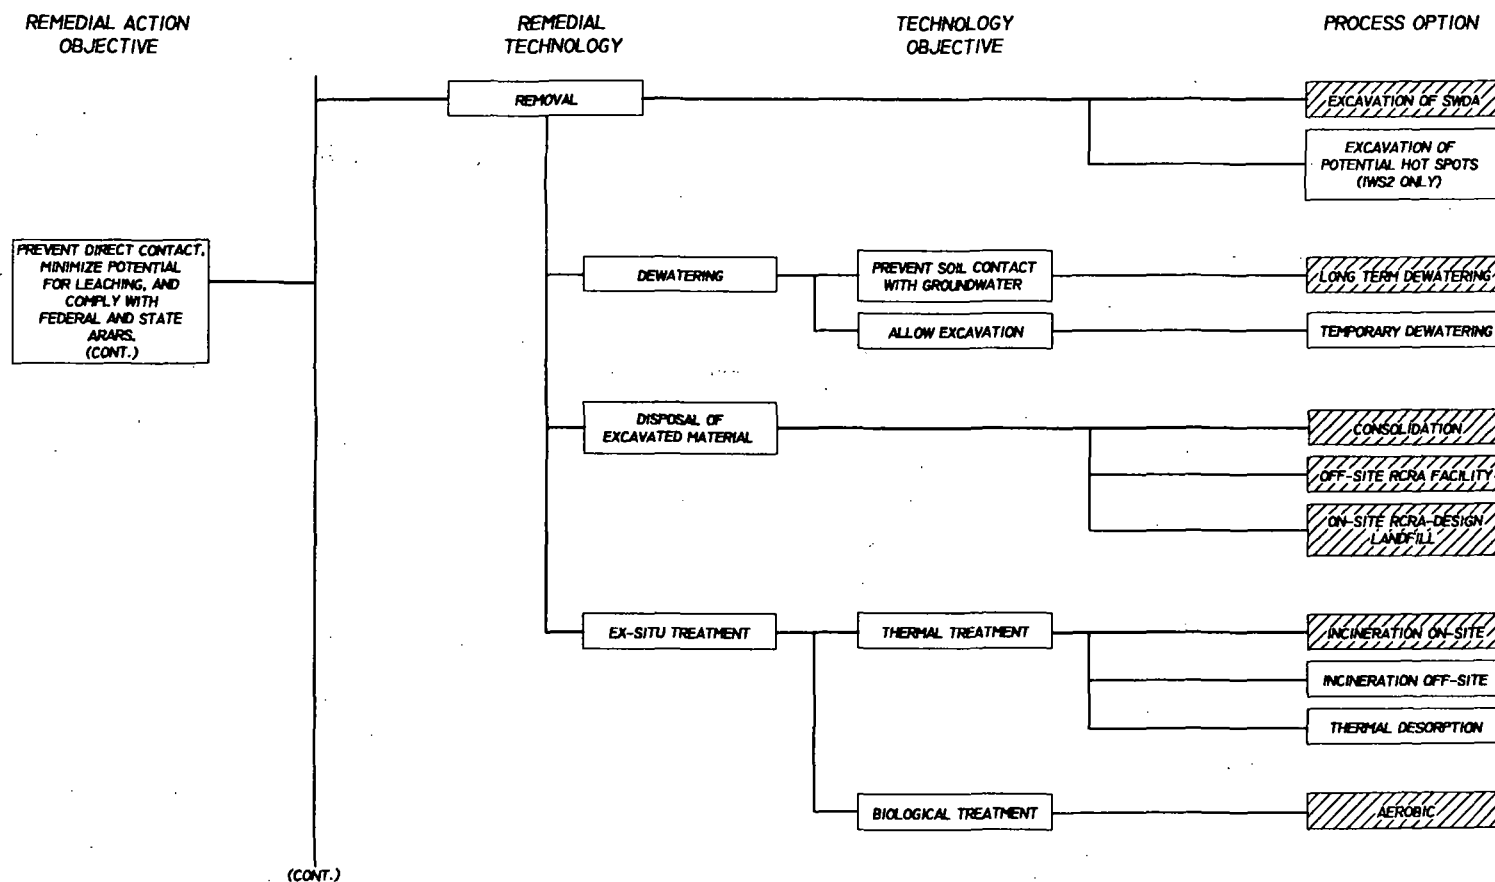 REMEDIAL ACTION
OBJECTIVE
REMEDIAL
TECHNOLOGY
TECHNOLOGY
OBJECTIVE
PROCESS OPTION
REMOVAL
EXCAVATION OF SWDA
EXCAVATION OF
POTENTIAL HOT SPOTS
(IWS2 ONLY)
PREVENT DIRECT CONTACT,
MINIMIZE POTENTIAL
FOR LEACHING, AND
COMPLY WITH
FEDERAL AND STATE
ARARS.
(CONT.)
DEWATERING
PREVENT SOIL CONTACT
WITH GROUNDWATER
LONG TERM DEWATERING
ALLOW EXCAVATION
TEMPORARY DEWATERING
DISPOSAL OF
EXCAVATED MATERIAL
CONSOLIDATION
OFF-SITE RCRA FACILITY
ON-SITE RCRA-DESIGN
LANDFILL
EX-SITU TREATMENT
THERMAL TREATMENT
INCINERATION ON-SITE
INCINERATION OFF-SITE
THERMAL DESORPTION
BIOLOGICAL TREATMENT
AEROBIC
(CONT.)